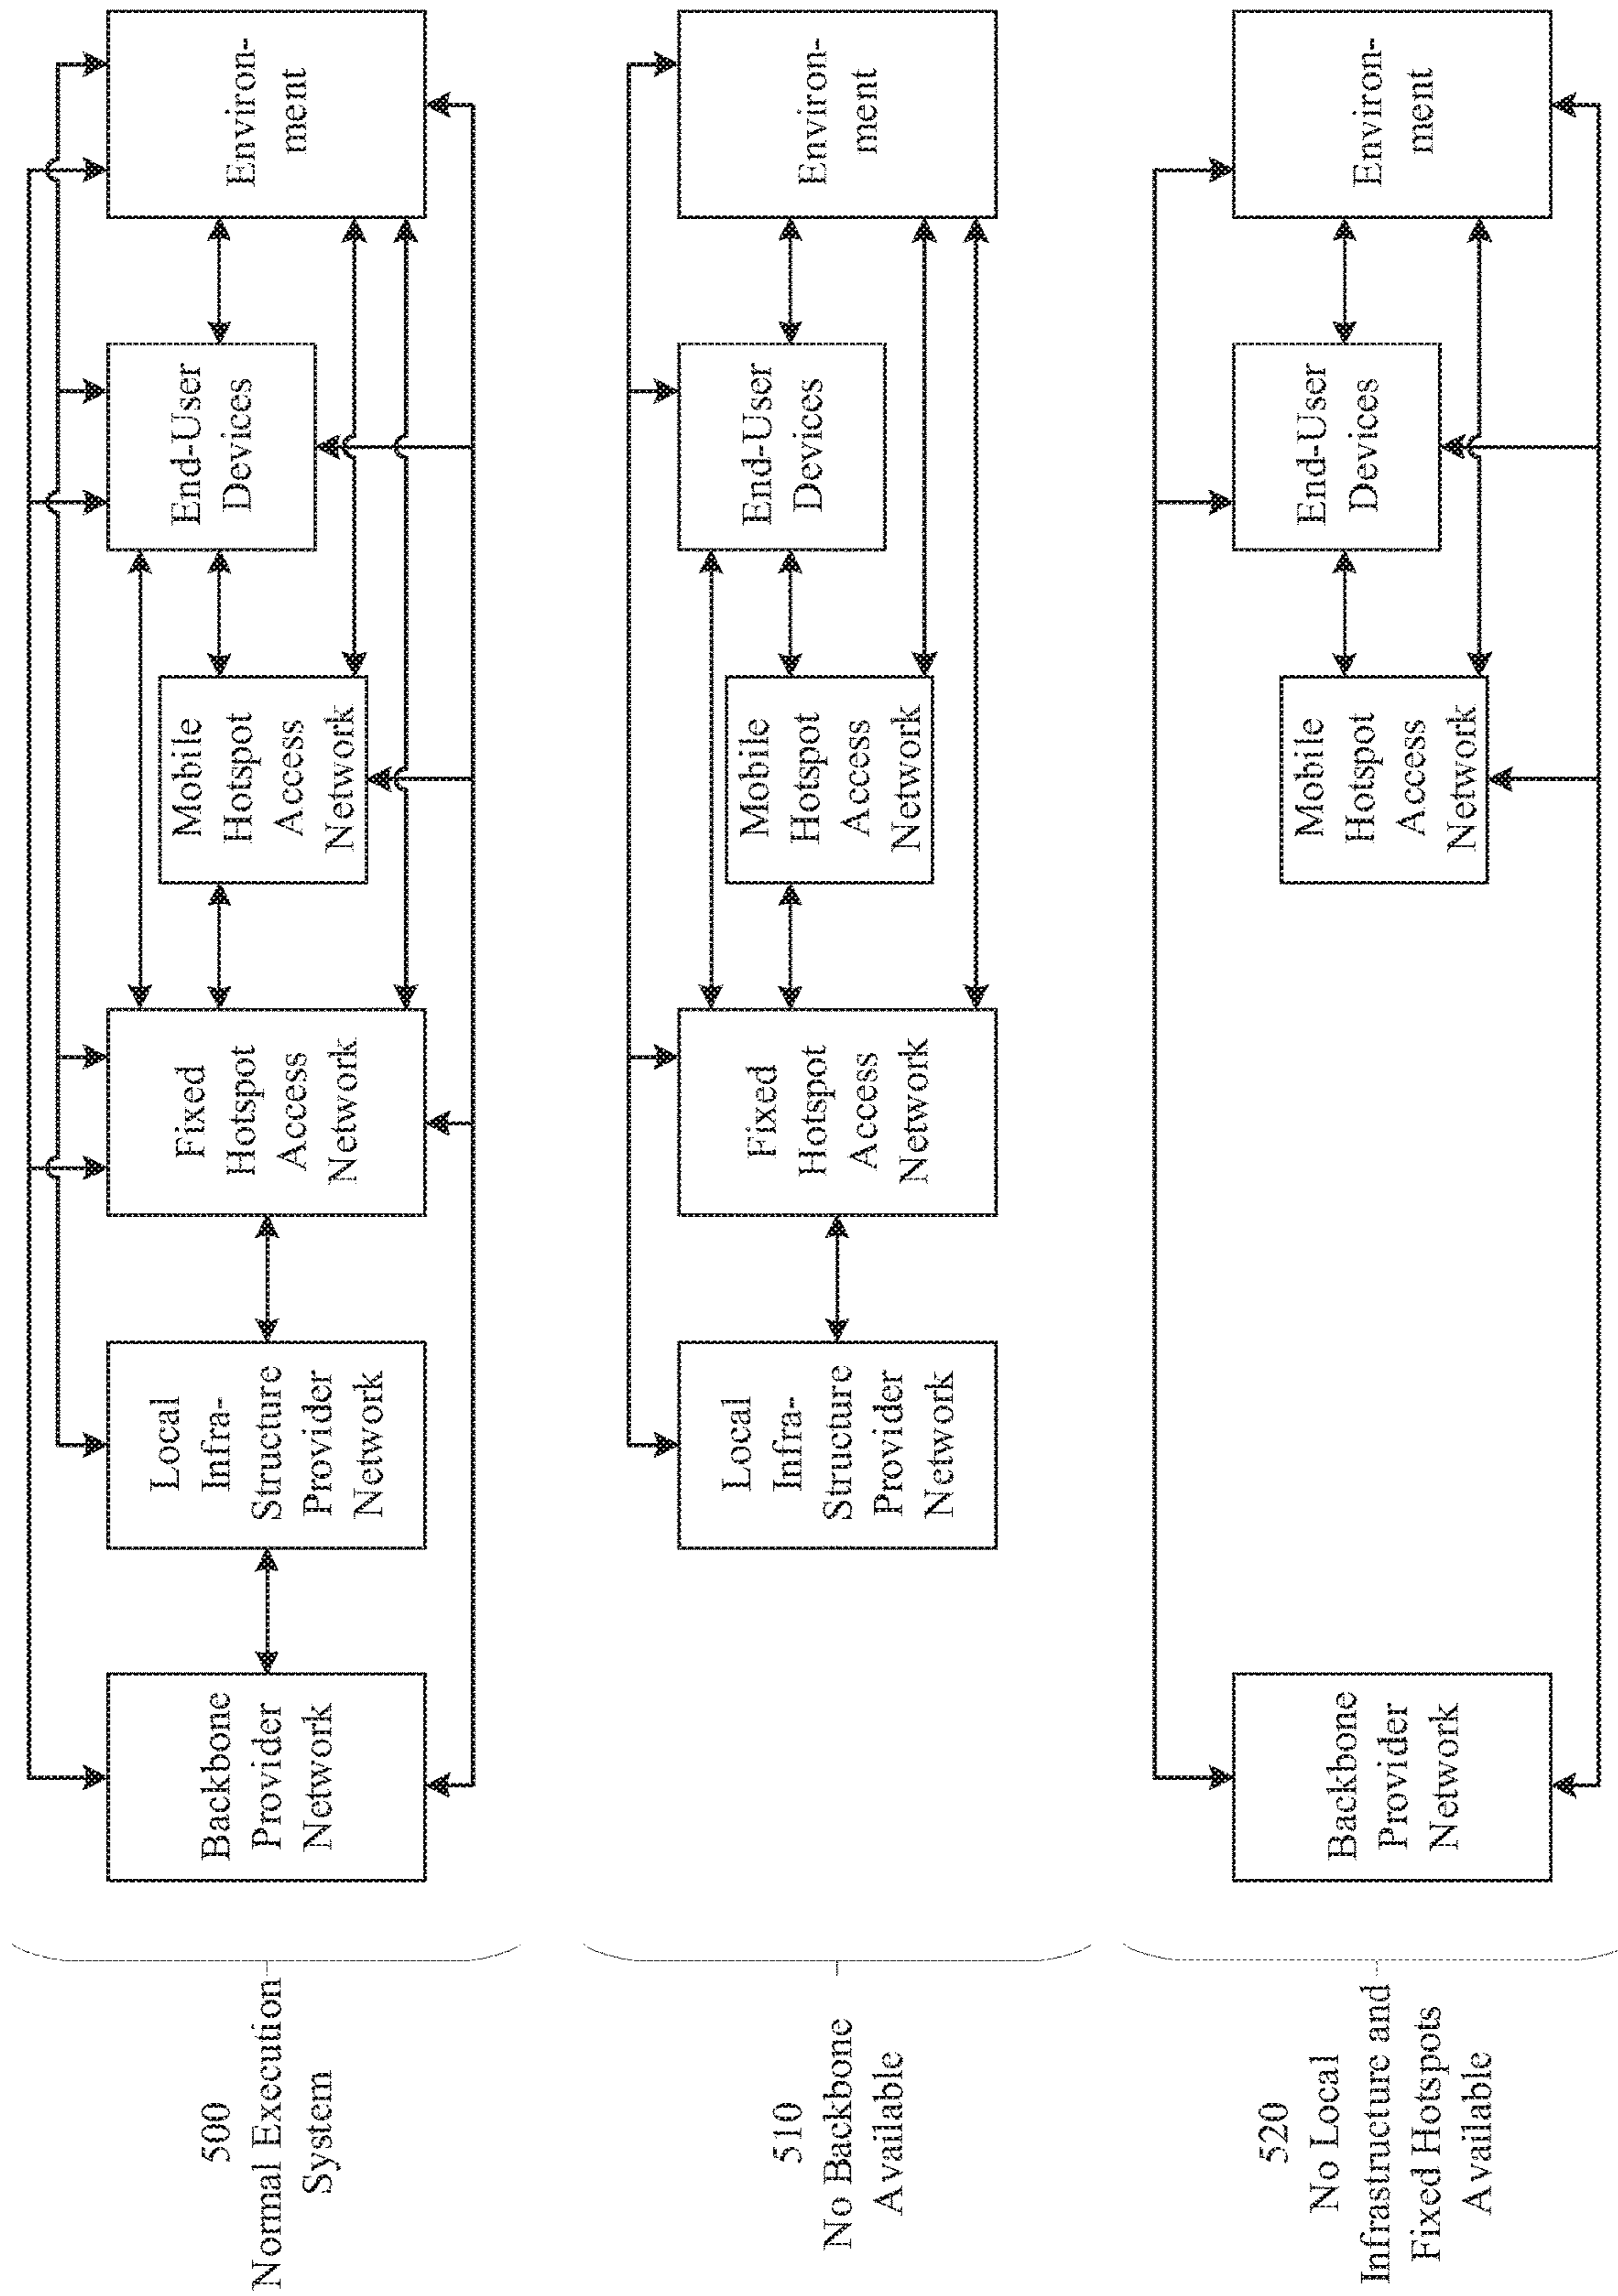 500
Normal Execution
System
Backbone
Provider
Network
Local
Infra-
Structure
Provider
Network
Fixed
Hotspot
Access
Network
Mobile
Hotspot
Access
Network
End-User
Devices
Environ-
ment
510
No Backbone
Available
Local
Infra-
Structure
Provider
Network
Fixed
Hotspot
Access
Network
Mobile
Hotspot
Access
Network
End-User
Devices
Environ-
ment
520
No Local
Infrastructure and
Fixed Hotspots
Available
Backbone
Provider
Network
Mobile
Hotspot
Access
Network
End-User
Devices
Environ-
ment